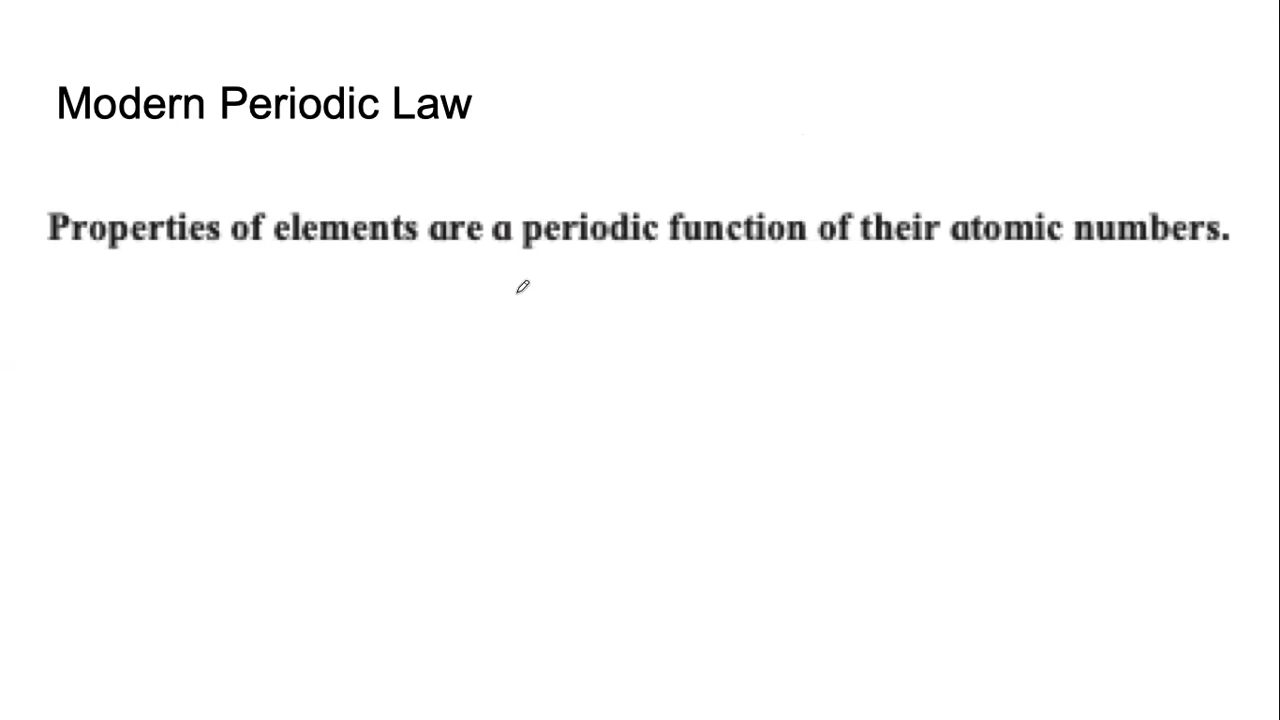 Modern Periodic Law
Properties of elements are a periodic function of their atomic numbers.